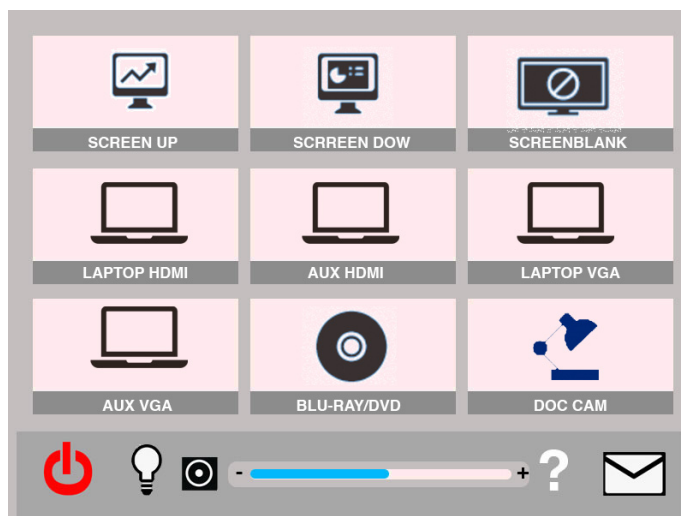 SCREEN UP
SCRREEN DOW
SCREENBLANK
LAPTOP HDMI
AUX HDMI
LAPTOP VGA
AUX VGA
BLU-RAY/DVD
DOC CAM
- + ?